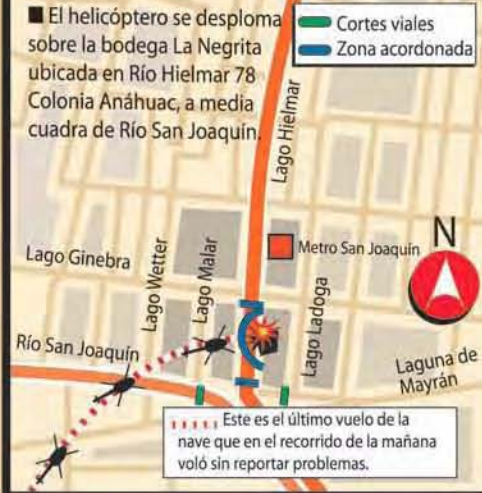 ■ El helicóptero se desploma
sobre la bodega La Negrita
ubicada en Río Hielmar 78
Colonia Anáhuac, a media
cuadra de Río San Joaquín.
Cortes viales
Zona acordonada
Lago Hielmar
N
Metro San Joaquín
Lago Ginebra
Lago Wetter
Lago Malar
Lago Ladoga
Río San Joaquín
Laguna de
Mayrán
Este es el último vuelo de la
nave que en el recorrido de la mañana
voló sin reportar problemas.